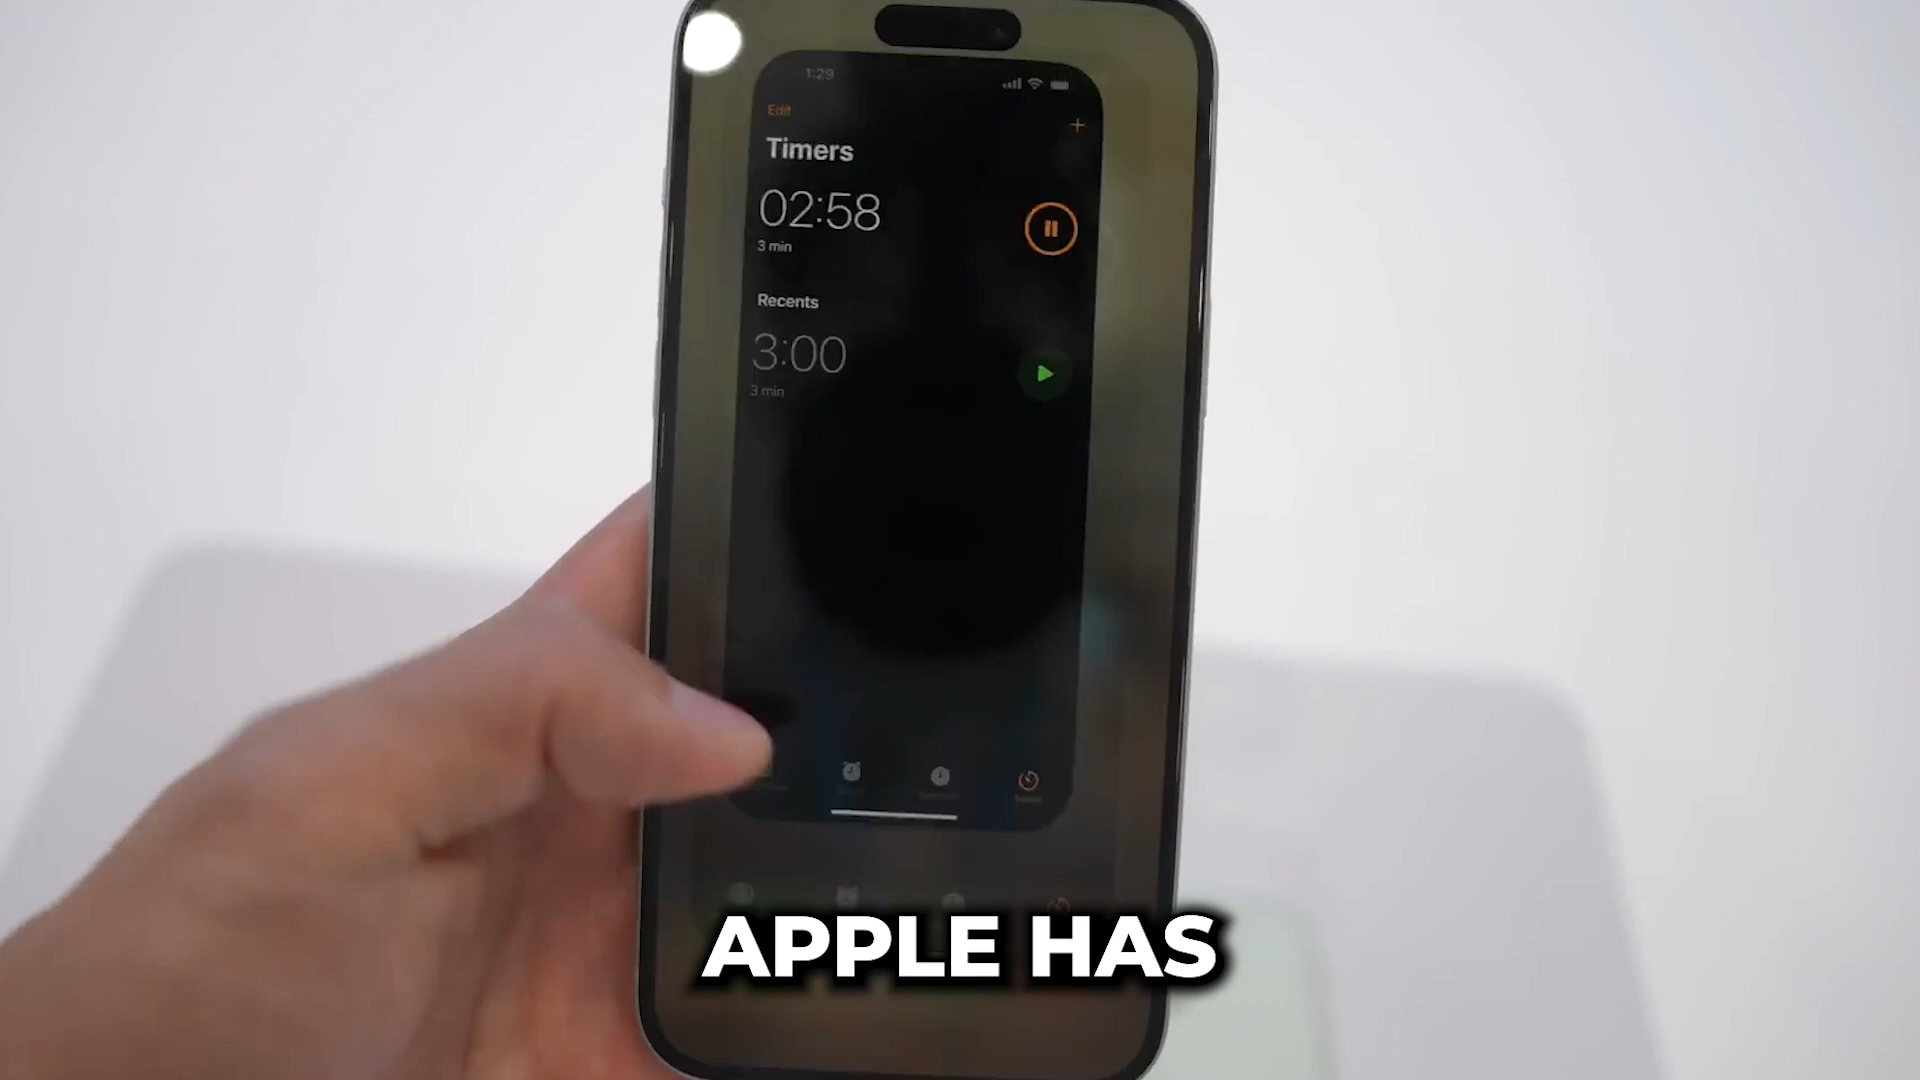 1:29
Edit
+
Timers
02:58
3 min
Recents
3:00
3 min
APPLE HAS